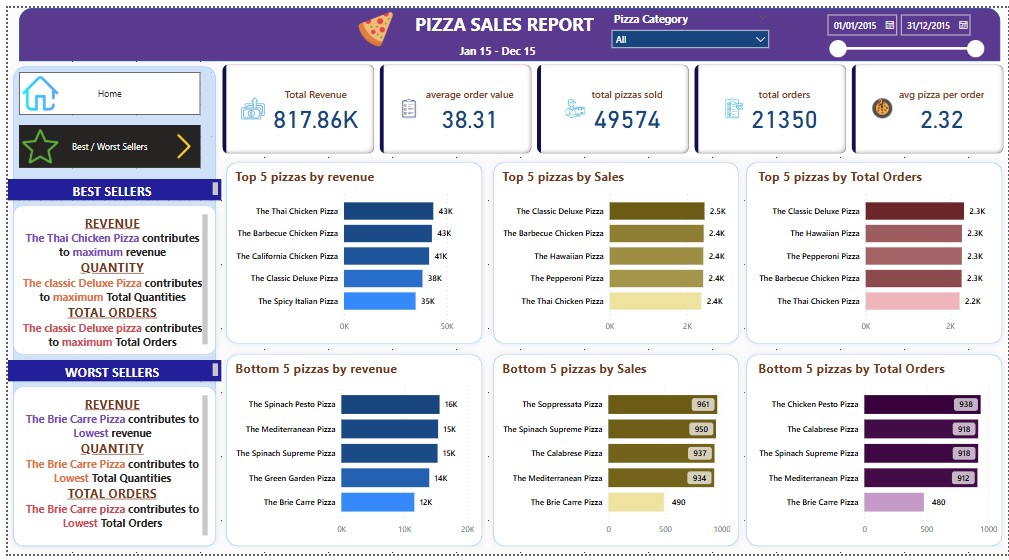 PIZZA SALES REPORT
Jan 15 - Dec 15
Pizza Category
All
01/01/2015
31/12/2015
Home
Best / Worst Sellers
Total Revenue
817.86K
average order value
38.31
total pizzas sold
49574
total orders
21350
avg pizza per order
2.32
BEST SELLERS
REVENUE
The Thai Chicken Pizza contributes
to maximum revenue
QUANTITY
The classic Deluxe Pizza contributes
to maximum Total Quantities
TOTAL ORDERS
The classic Deluxe pizza contributes
to maximum Total Orders
WORST SELLERS
REVENUE
The Brie Carre Pizza contributes to
Lowest revenue
QUANTITY
The Brie Carre Pizza contributes to
Lowest Total Quantities
TOTAL ORDERS
The Brie Carre pizza contributes to
Lowest Total Orders
Top 5 pizzas by revenue
The Thai Chicken Pizza 43K
The Barbecue Chicken Pizza 43K
The California Chicken Pizza 41K
The Classic Deluxe Pizza 38K
The Spicy Italian Pizza 35K
0K 50K
Top 5 pizzas by Sales
The Classic Deluxe Pizza 2.5K
The Barbecue Chicken Pizza 2.4K
The Hawaiian Pizza 2.4K
The Pepperoni Pizza 2.4K
The Thai Chicken Pizza 2.4K
0K 2K
Top 5 pizzas by Total Orders
The Classic Deluxe Pizza 2.3K
The Hawaiian Pizza 2.3K
The Pepperoni Pizza 2.3K
The Barbecue Chicken Pizza 2.3K
The Thai Chicken Pizza 2.2K
0K 2K
Bottom 5 pizzas by revenue
The Spinach Pesto Pizza 16K
The Mediterranean Pizza 15K
The Spinach Supreme Pizza 15K
The Green Garden Pizza 14K
The Brie Carre Pizza 12K
0K 10K 20K
Bottom 5 pizzas by Sales
The Soppressata Pizza 961
The Spinach Supreme Pizza 950
The Calabrese Pizza 937
The Mediterranean Pizza 934
The Brie Carre Pizza 490
0 500 1000
Bottom 5 pizzas by Total Orders
The Chicken Pesto Pizza 938
The Calabrese Pizza 918
The Spinach Supreme Pizza 918
The Mediterranean Pizza 912
The Brie Carre Pizza 480
0 500 1000